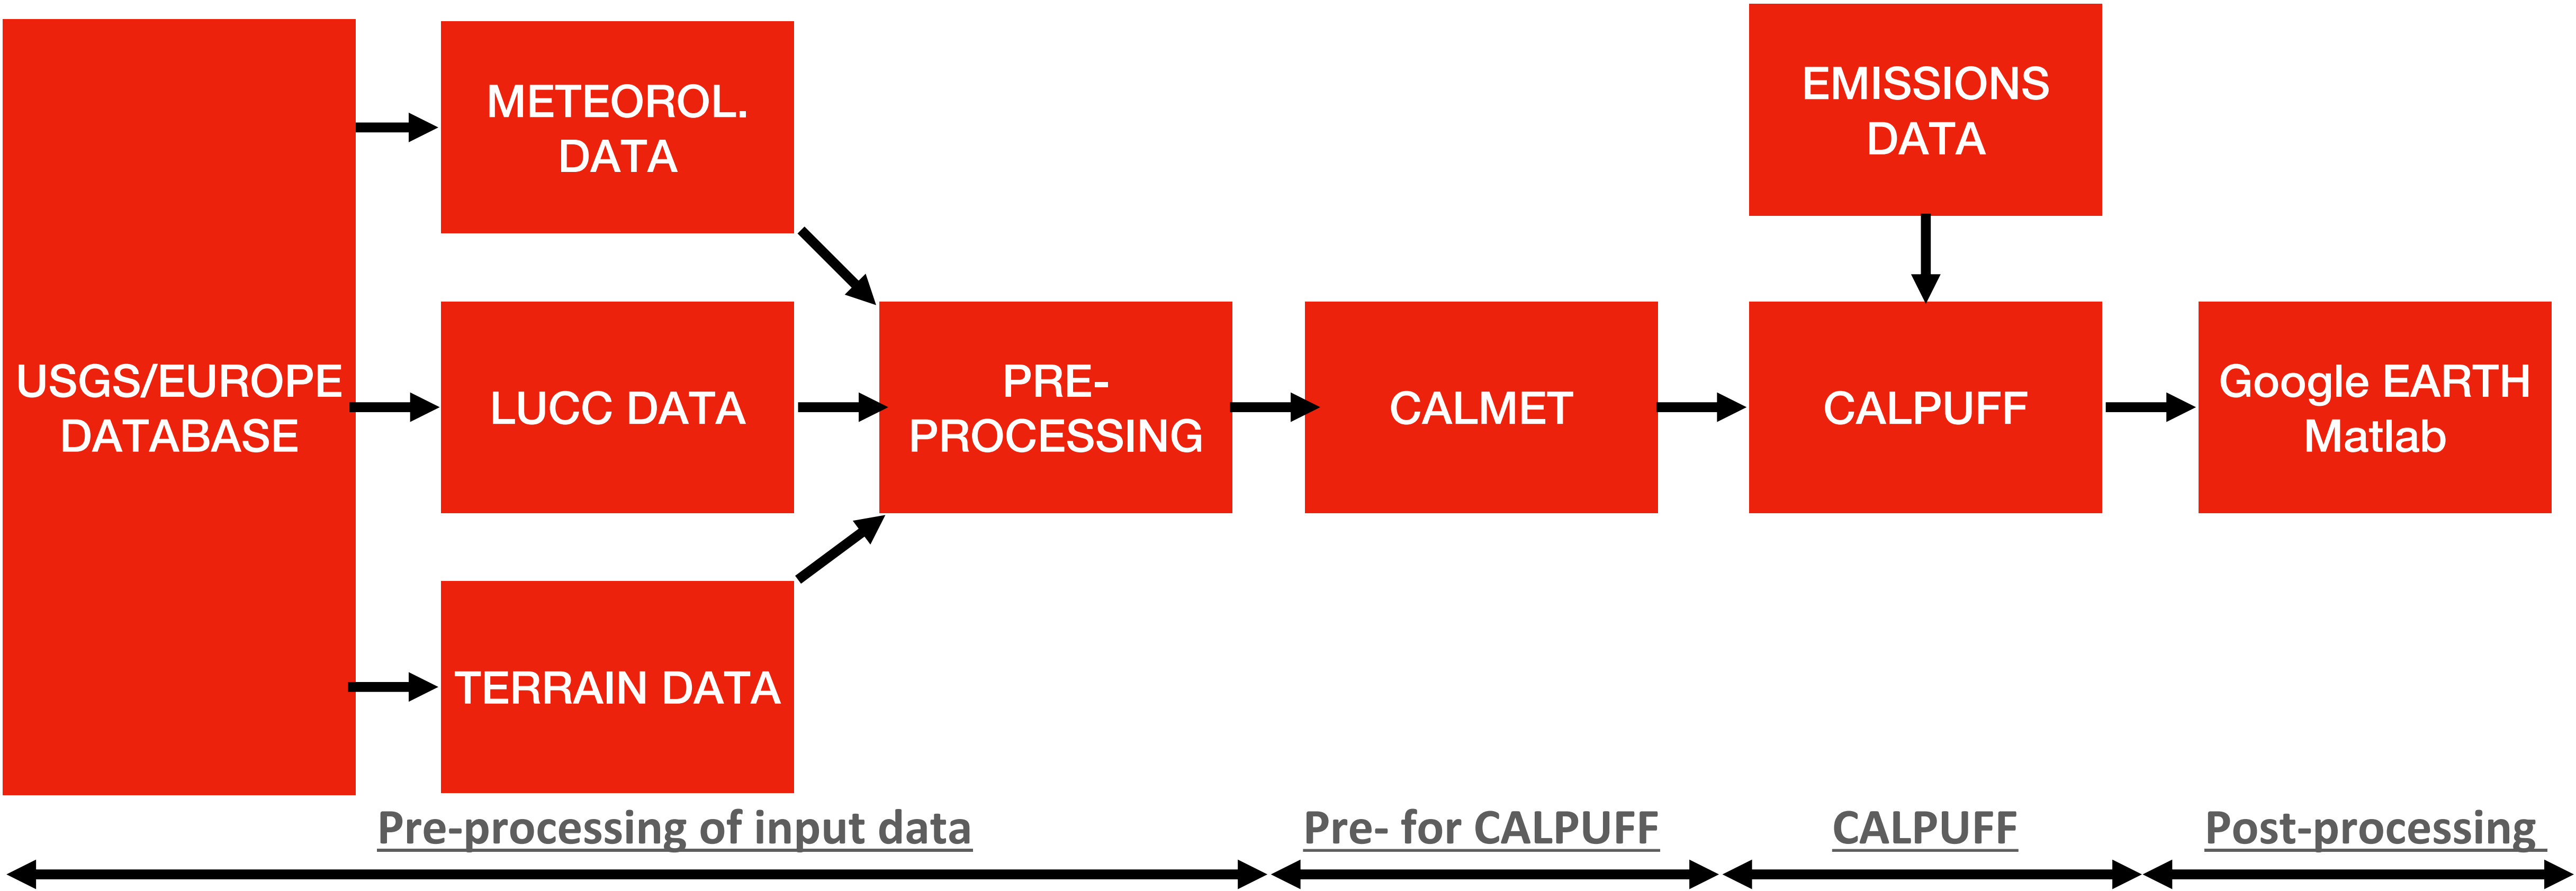 USGS/EUROPE
DATABASE
METEOROL.
DATA
LUCC DATA
TERRAIN DATA
PRE-
PROCESSING
CALMET
EMISSIONS
DATA
CALPUFF
Google EARTH
Matlab
Pre-processing of input data
Pre- for CALPUFF
CALPUFF
Post-processing